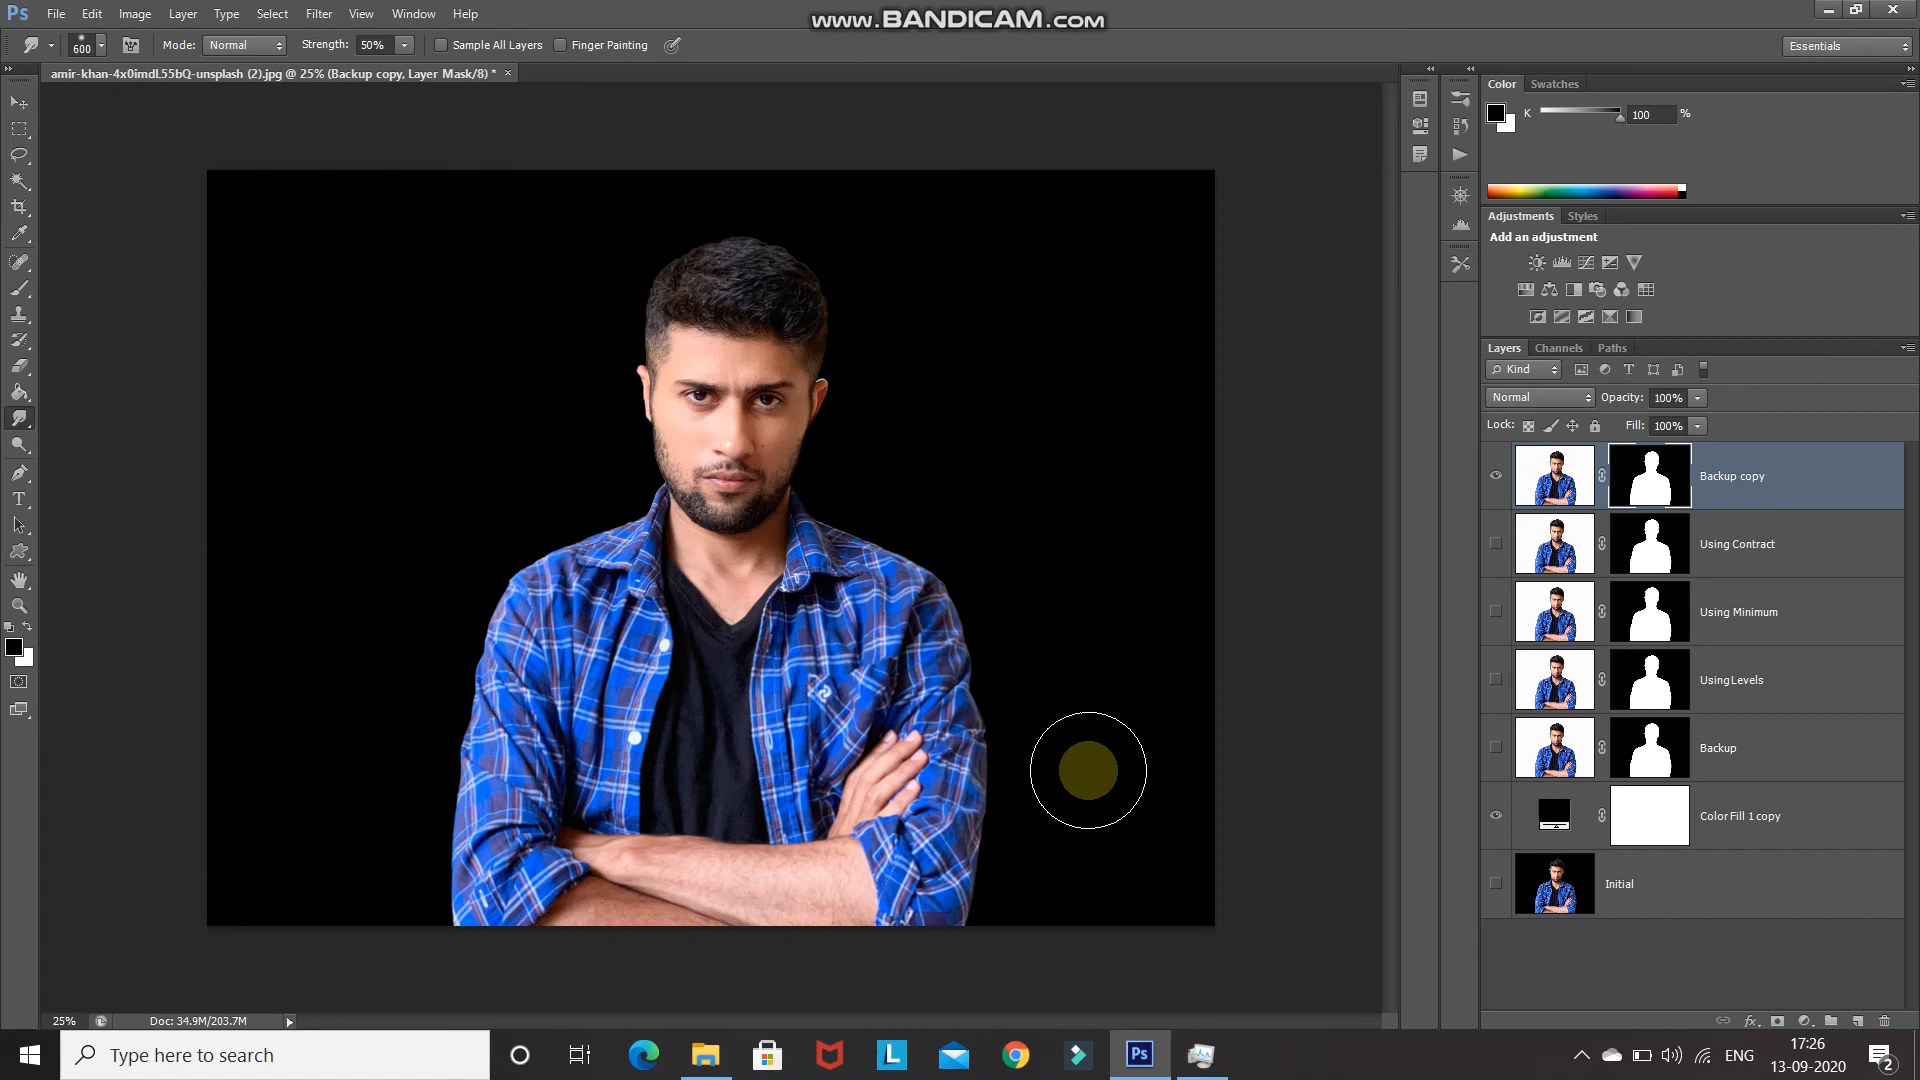 Ps File Edit Image Layer Type Select Filter View Window Help
www.BANDICAM.com
600 Mode: Normal Strength: 50% Sample All Layers Finger Painting Essentials
amir-khan-4x0imdL55bQ-unsplash (2).jpg @ 25% (Backup copy, Layer Mask/8) * ×
Color Swatches
K 100 %
Adjustments Styles
Add an adjustment
Layers Channels Paths
Kind
Normal Opacity: 100%
Lock: Fill: 100%
Backup copy
Using Contract
Using Minimum
Using Levels
Backup
Color Fill 1 copy
Initial
25% Doc: 34.9M/203.7M
Type here to search
L
Ps
ENG
17:26
13-09-2020
2